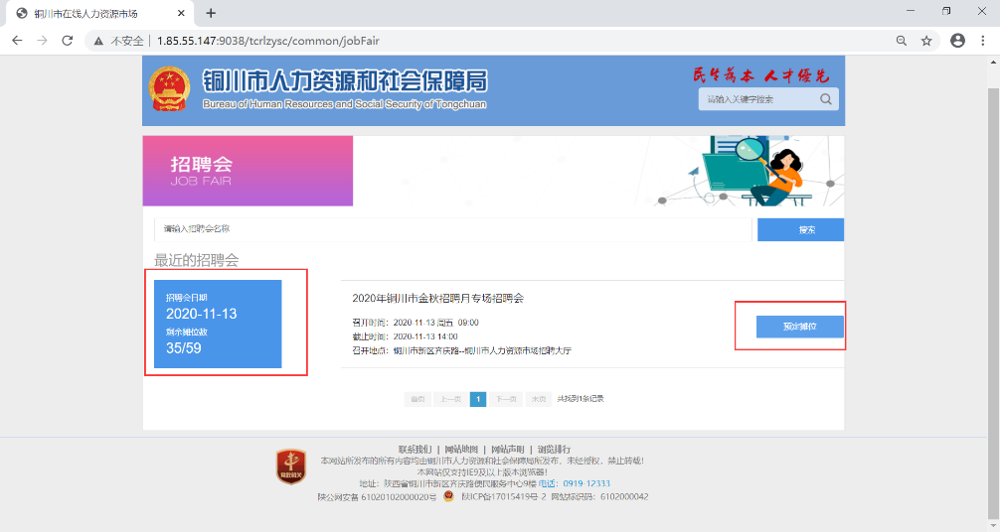 铜川市在线人力资源市场
不安全 1.85.55.147:9038/tcrlzysc/common/jobFair
铜川市人力资源和社会保障局
Bureau of Human Resources and Social Security of Tongchuan
民生为本 人才优先
请输入关键字搜索
招聘会
JOB FAIR
请输入招聘会名称
搜索
最近的招聘会
招聘会日期
2020-11-13
剩余摊位数
35/59
2020年铜川市金秋招聘月专场招聘会
召开时间：2020-11-13 周五 09:00
截止时间：2020-11-13 14:00
召开地点：铜川市新区齐庆路--铜川市人力资源市场招聘大厅
预定摊位
首页 上一页 1 下一页 末页 共找到1条记录
联系我们 | 网站地图 | 网站声明 | 浏览排行
本网站所发布的所有内容均由铜川市人力资源和社会保障局所发布，未经授权，禁止转载！
本网站仅支持IE9及以上版本浏览器！
地址：陕西省铜川市新区齐庆路便民服务中心9楼 电话：0919-12333
陕公网安备 61020102000020号 陕ICP备17015419号-2 网站标识码：6102000042
党政机关